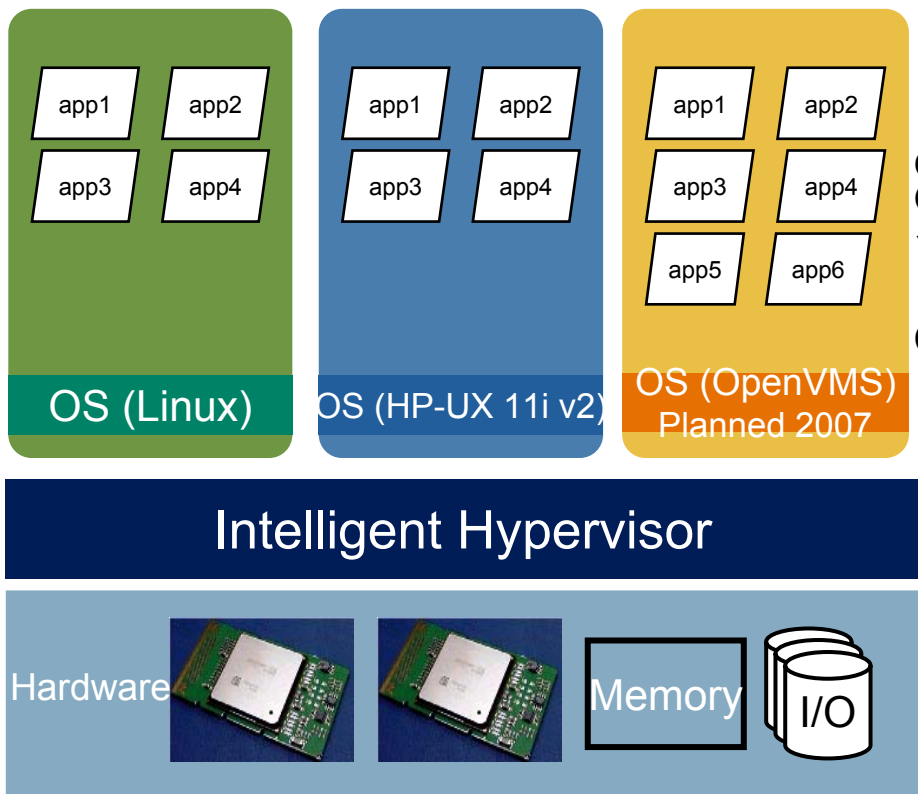 app1 app2
app3 app4
OS (Linux)
app1 app2
app3 app4
OS (HP-UX 11i v2)
app1 app2
app3 app4
app5 app6
OS (OpenVMS)
Planned 2007
Intelligent Hypervisor
Hardware
Memory
I/O